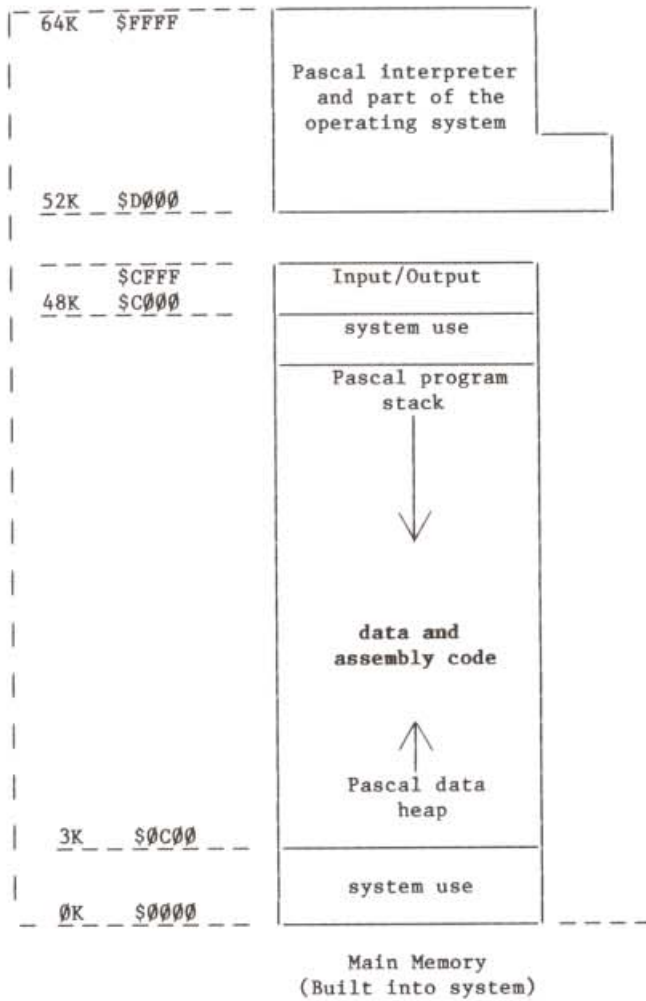 64K $FFFF
Pascal interpreter
and part of the
operating system
52K $DØØØ
$CFFF
Input/Output
48K $CØØØ
system use
Pascal program
stack
data and
assembly code
Pascal data
heap
3K $ØCØØ
system use
ØK $0000
Main Memory
(Built into system)